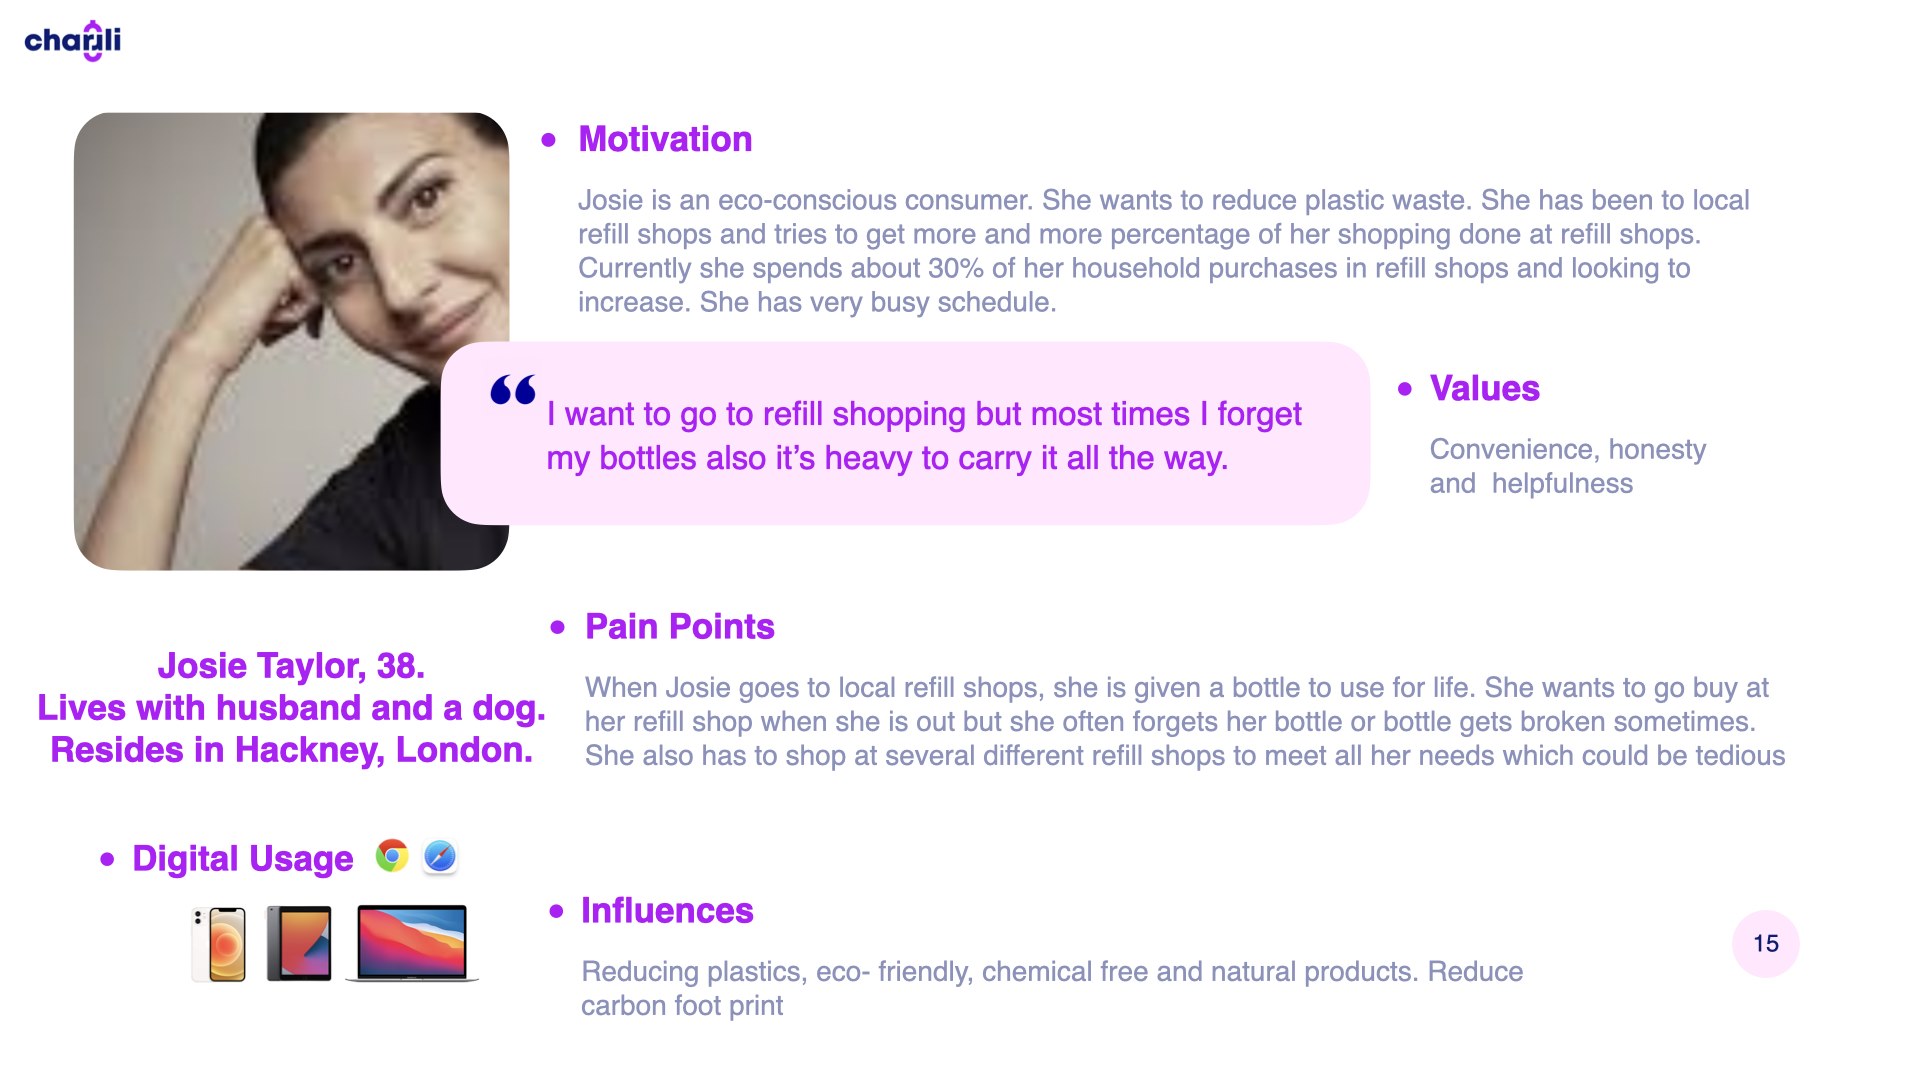 charjli
Motivation
Josie is an eco-conscious consumer. She wants to reduce plastic waste. She has been to local
refill shops and tries to get more and more percentage of her shopping done at refill shops.
Currently she spends about 30% of her household purchases in refill shops and looking to
increase. She has very busy schedule.
“ I want to go to refill shopping but most times I forget
my bottles also it’s heavy to carry it all the way.
Values
Convenience, honesty
and  helpfulness
Josie Taylor, 38.
Lives with husband and a dog.
Resides in Hackney, London.
Pain Points
When Josie goes to local refill shops, she is given a bottle to use for life. She wants to go buy at
her refill shop when she is out but she often forgets her bottle or bottle gets broken sometimes.
She also has to shop at several different refill shops to meet all her needs which could be tedious
Digital Usage
Influences
Reducing plastics, eco- friendly, chemical free and natural products. Reduce
carbon foot print
15